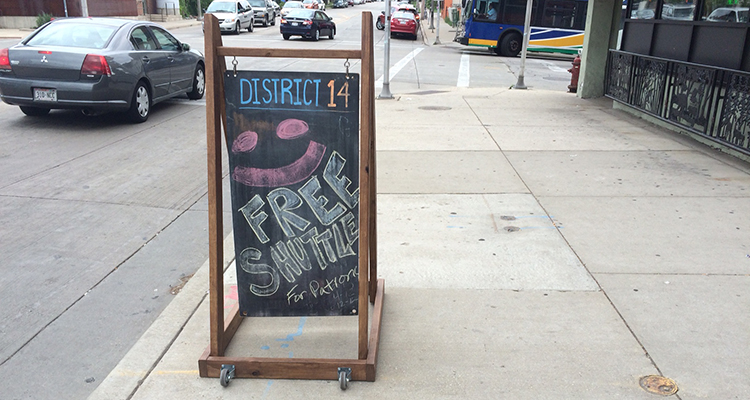 DISTRICT 14
FREE
SHUTTLE
For Patrons